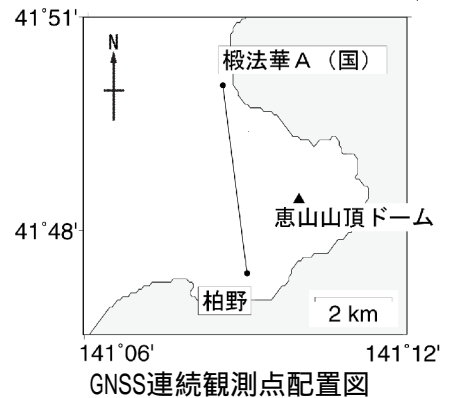 41°51'
N
椴法華A(国)
恵山山頂ドーム
41°48'
柏野
2 km
141°06'
141°12'
GNSS連続観測点配置図